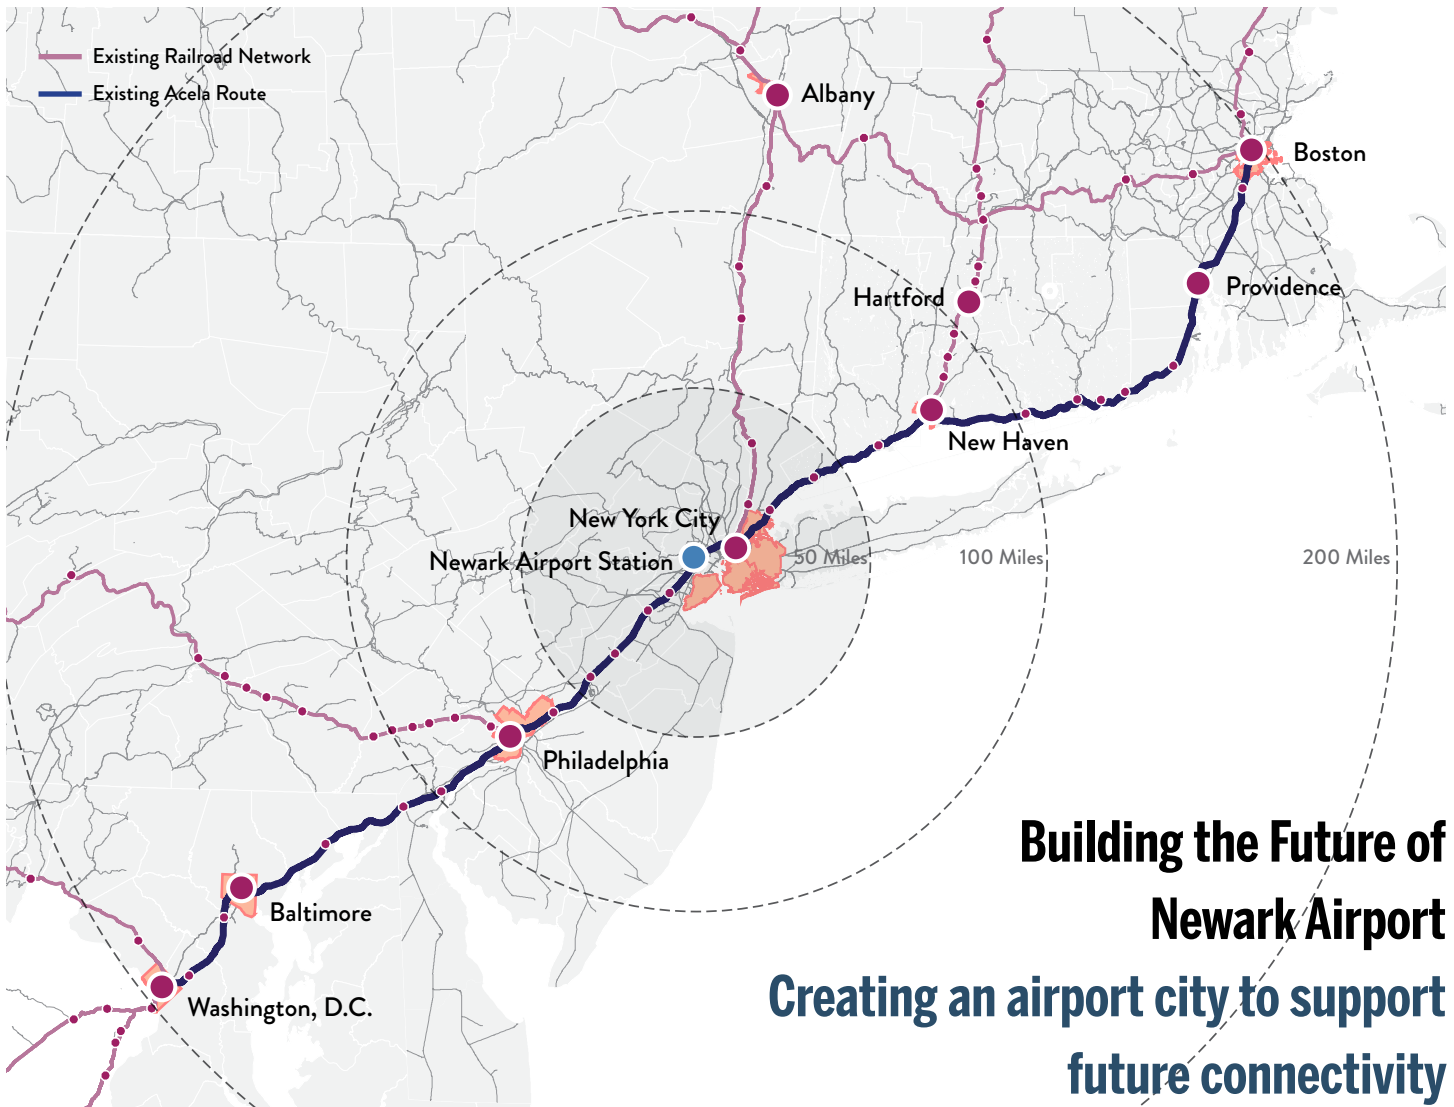 Existing Railroad Network
Existing Acela Route
Albany
Boston
Hartford
Providence
New Haven
New York City
Newark Airport Station
50 Miles
100 Miles
200 Miles
Philadelphia
Baltimore
Washington, D.C.
Building the Future of
Newark Airport
Creating an airport city to support
future connectivity